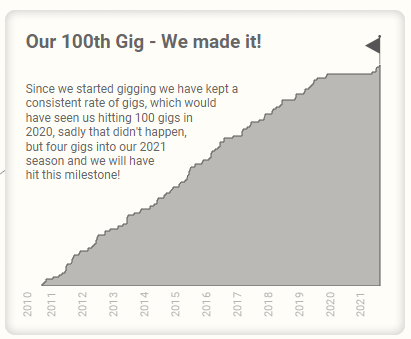 Our 100th Gig - We made it!
Since we started gigging we have kept a
consistent rate of gigs, which would
have seen us hitting 100 gigs in
2020, sadly that didn't happen,
but four gigs into our 2021
season and we will have
hit this milestone!
2010
2011
2012
2013
2014
2015
2016
2017
2018
2019
2020
2021